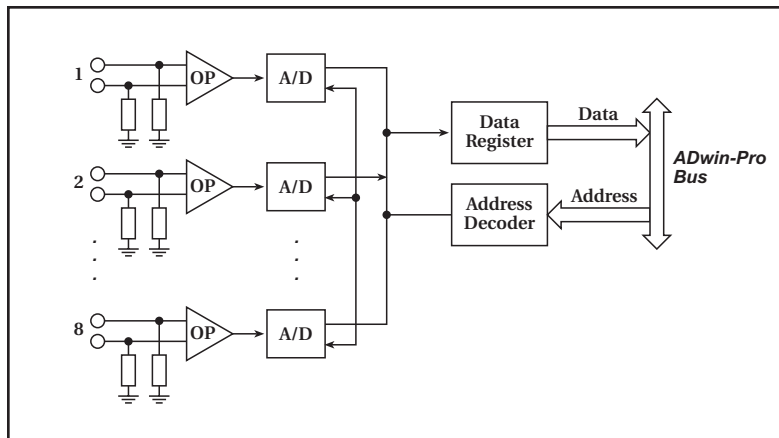 1
OP
A/D
Data
Register
Data
ADwin-Pro
Bus
2
OP
A/D
Address
Decoder
Address
.
.
.
.
.
.
8
OP
A/D